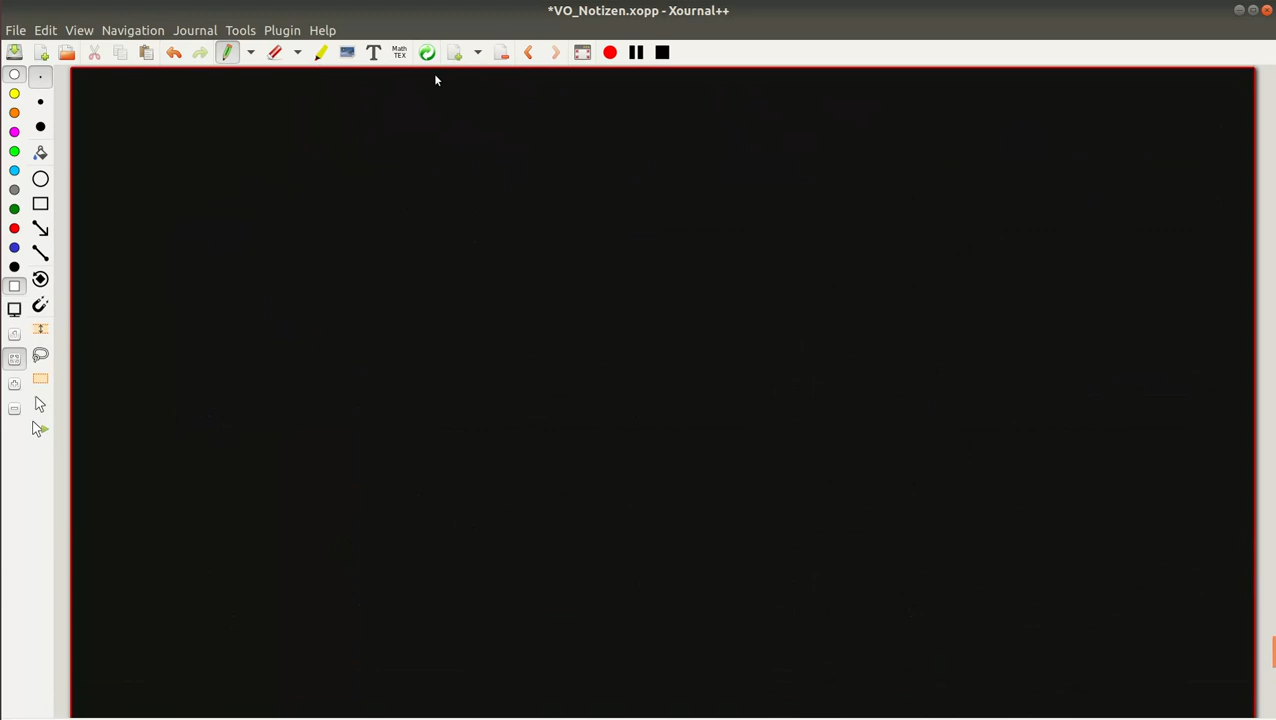 *VO_Notizen.xopp - Xournal++
File Edit View Navigation Journal Tools Plugin Help
Math
TEX